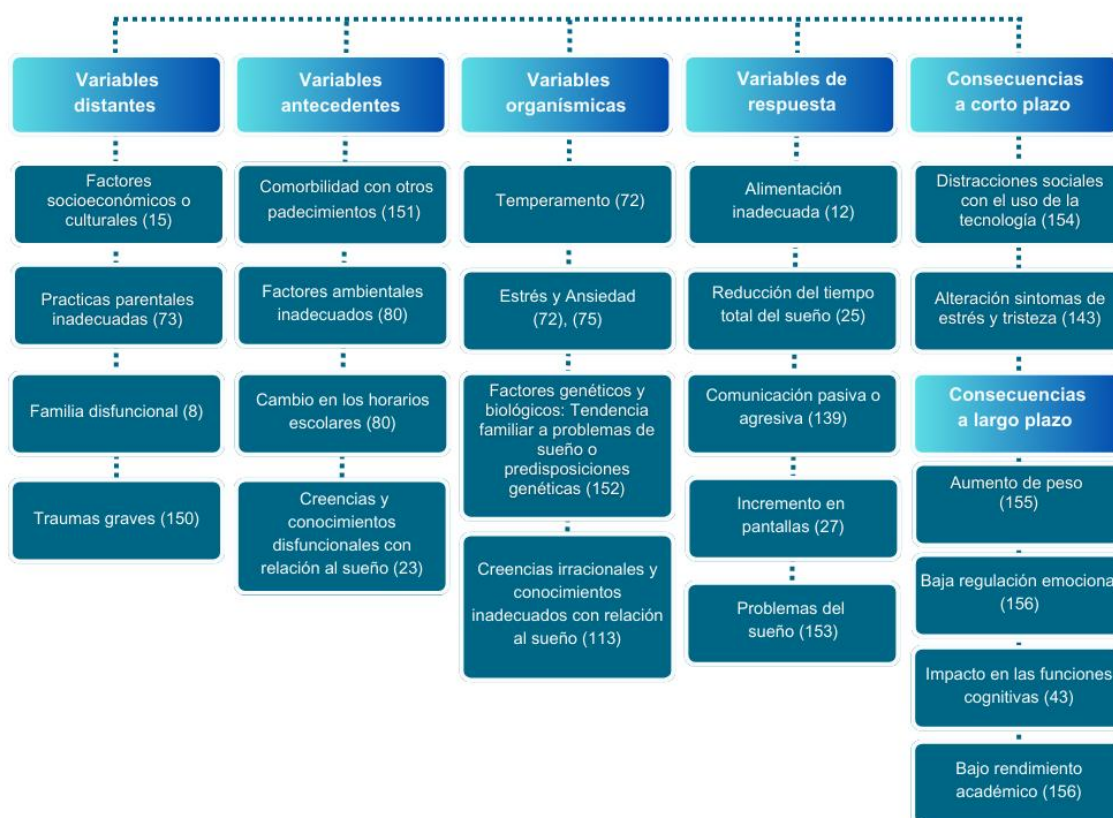 Variables
distantes
Factores
socioeconómicos o
culturales (15)
Practicas parentales
inadecuadas (73)
Familia disfuncional (8)
Traumas graves (150)
Variables
antecedentes
Comorbilidad con otros
padecimientos (151)
Factores ambientales
inadecuados (80)
Cambio en los horarios
escolares (80)
Creencias y
conocimientos
disfuncionales con
relación al sueño (23)
Variables
organísmicas
Temperamento (72)
Estrés y Ansiedad
(72), (75)
Factores genéticos y
biológicos: Tendencia
familiar a problemas de
sueño o
predisposiciones
genéticas (152)
Creencias irracionales y
conocimientos
inadecuados con relación
al sueño (113)
Variables de
respuesta
Alimentación
inadecuada (12)
Reducción del tiempo
total del sueño (25)
Comunicación pasiva o
agresiva (139)
Incremento en
pantallas (27)
Problemas del
sueño (153)
Consecuencias
a corto plazo
Distracciones sociales
con el uso de la
tecnología (154)
Alteración sintomas de
estrés y tristeza (143)
Consecuencias
a largo plazo
Aumento de peso
(155)
Baja regulación emociona
(156)
Impacto en las funciones
cognitivas (43)
Bajo rendimiento
académico (156)